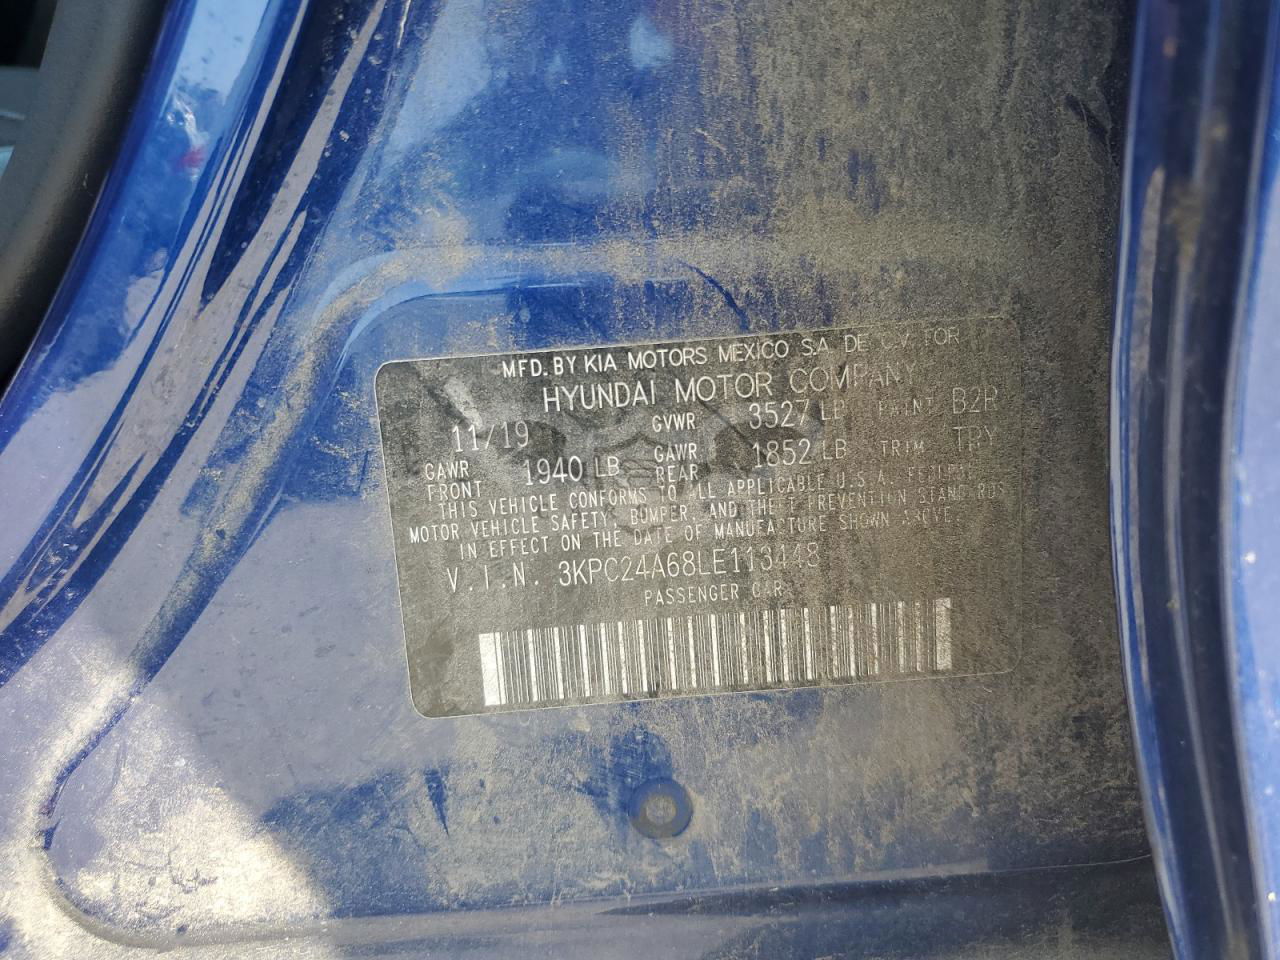 MFD. BY KIA MOTORS MEXICO S.A DE C.V FOR
HYUNDAI MOTOR COMPANY
11/19 GVWR 3527 LB PAINT B2R
GAWR FRONT 1940 LB GAWR REAR 1852 LB TRIM TRY
THIS VEHICLE CONFORMS TO ALL APPLICABLE U.S.A. FEDERAL
MOTOR VEHICLE SAFETY, BUMPER, AND THEFT PREVENTION STANDARDS
IN EFFECT ON THE DATE OF MANUFACTURE SHOWN ABOVE.
V.I.N. 3KPC24A68LE113448
PASSENGER CAR